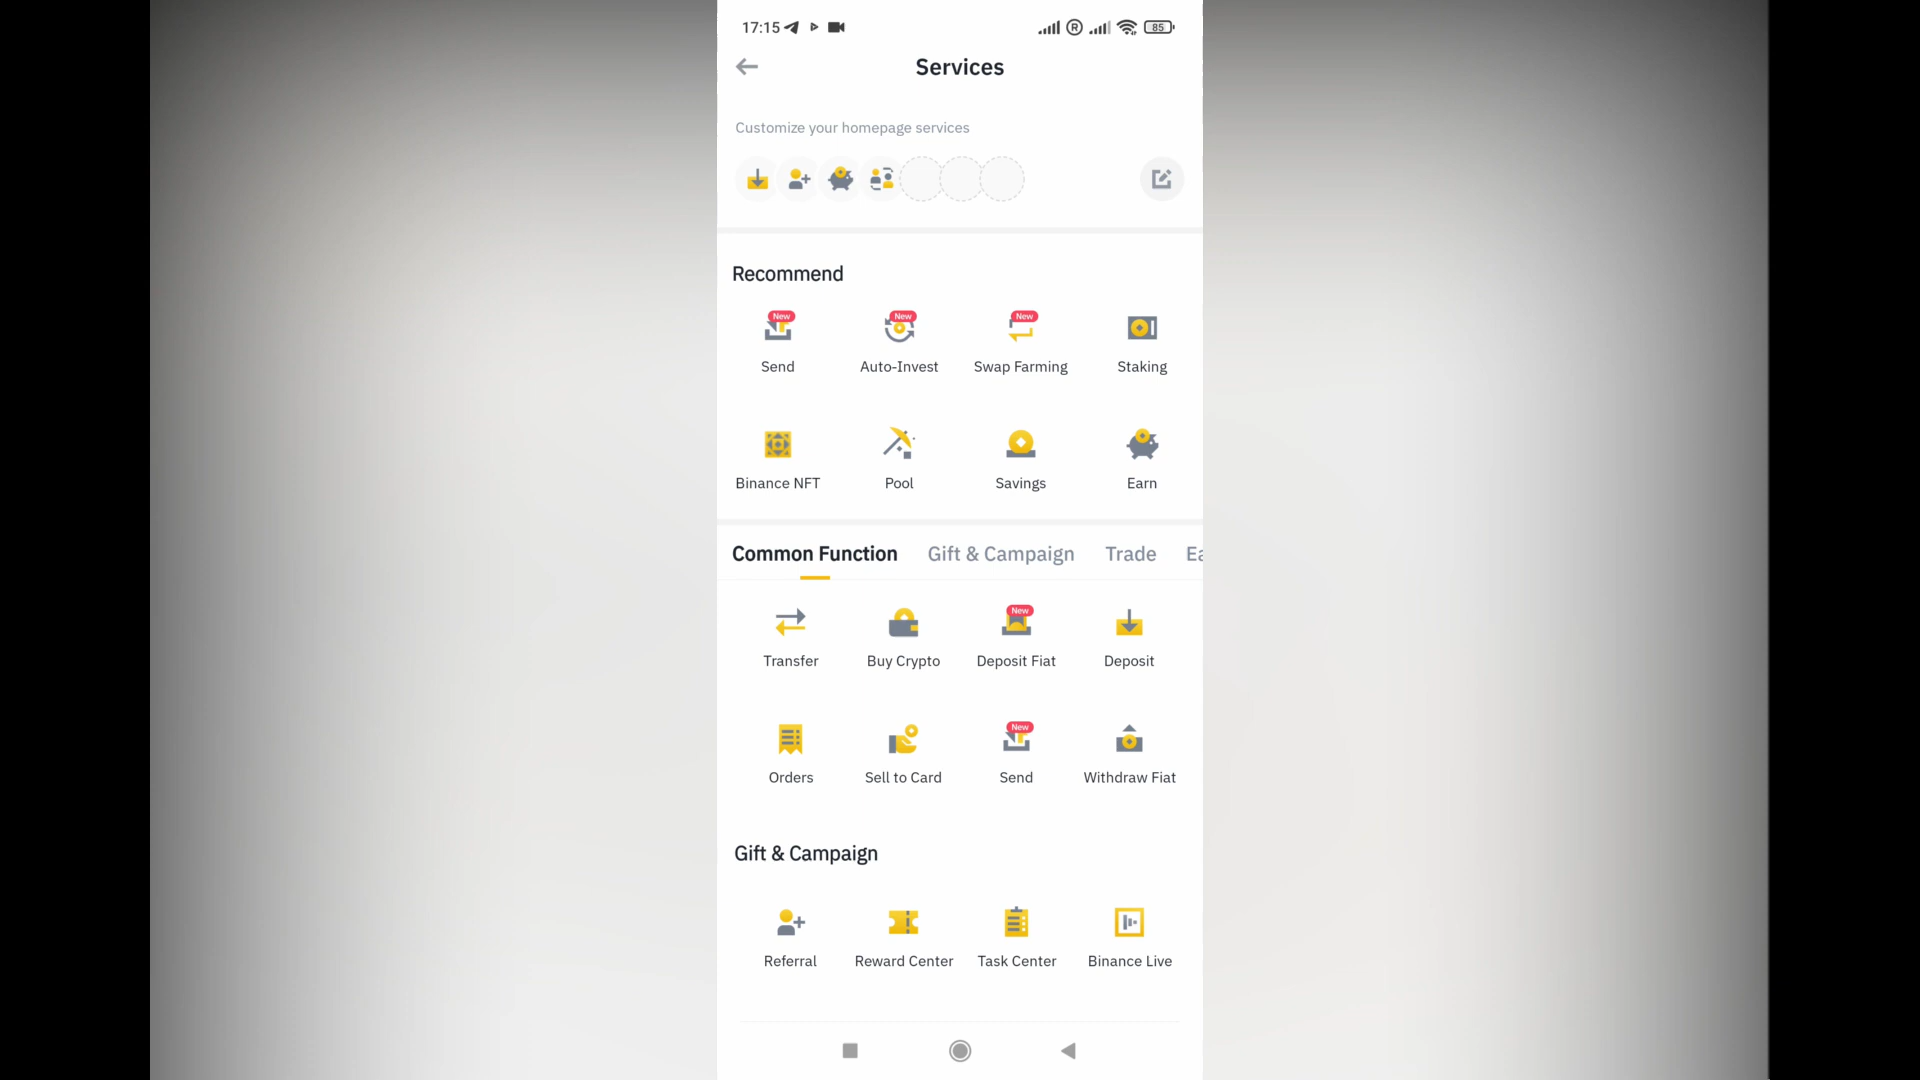 17:15
R
85
Services
Customize your homepage services
Recommend
New
New
New
Send
Auto-Invest
Swap Farming
Staking
Binance NFT
Pool
Savings
Earn
Common Function
Gift & Campaign
Trade
Ea
New
Transfer
Buy Crypto
Deposit Fiat
Deposit
New
Orders
Sell to Card
Send
Withdraw Fiat
Gift & Campaign
Referral
Reward Center
Task Center
Binance Live